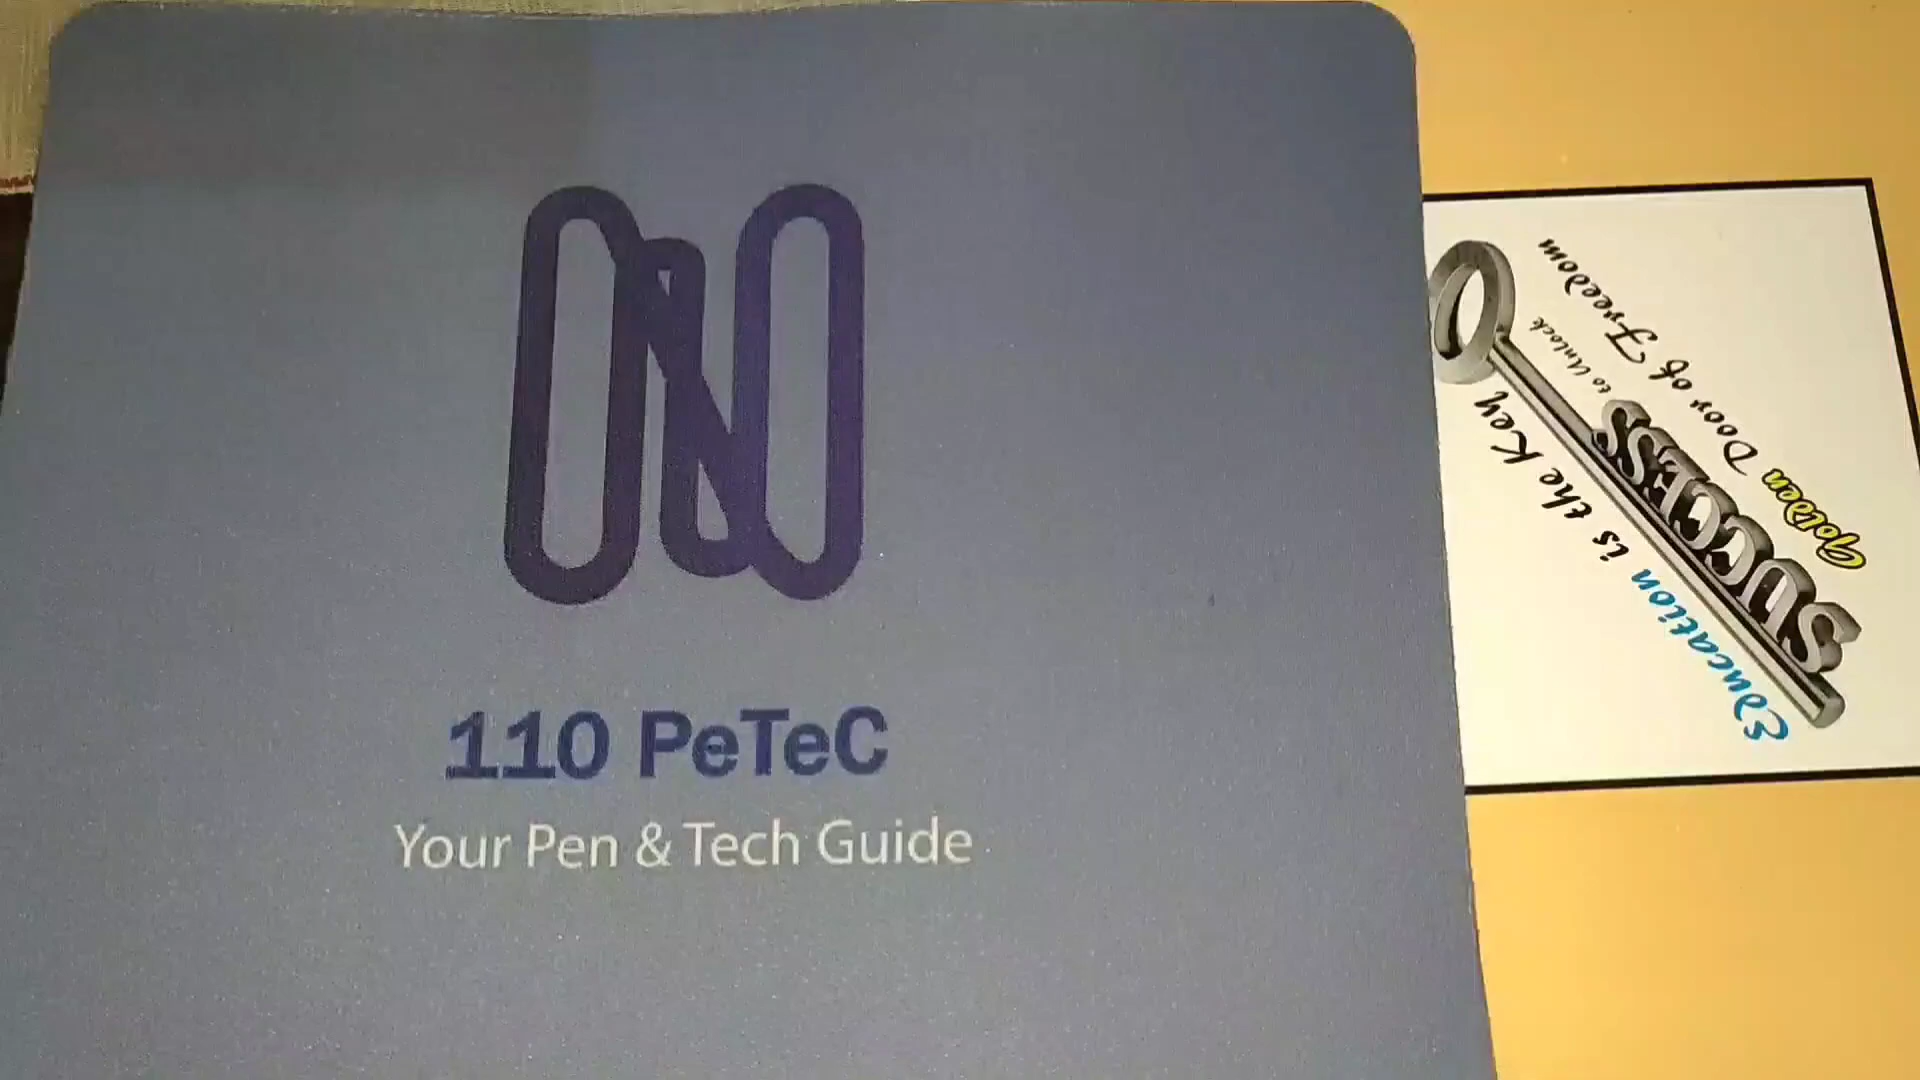 110 PeTeC
Your Pen & Tech Guide
Education is the Key
SUCCESS
to Unlock
Golden Door of Freedom